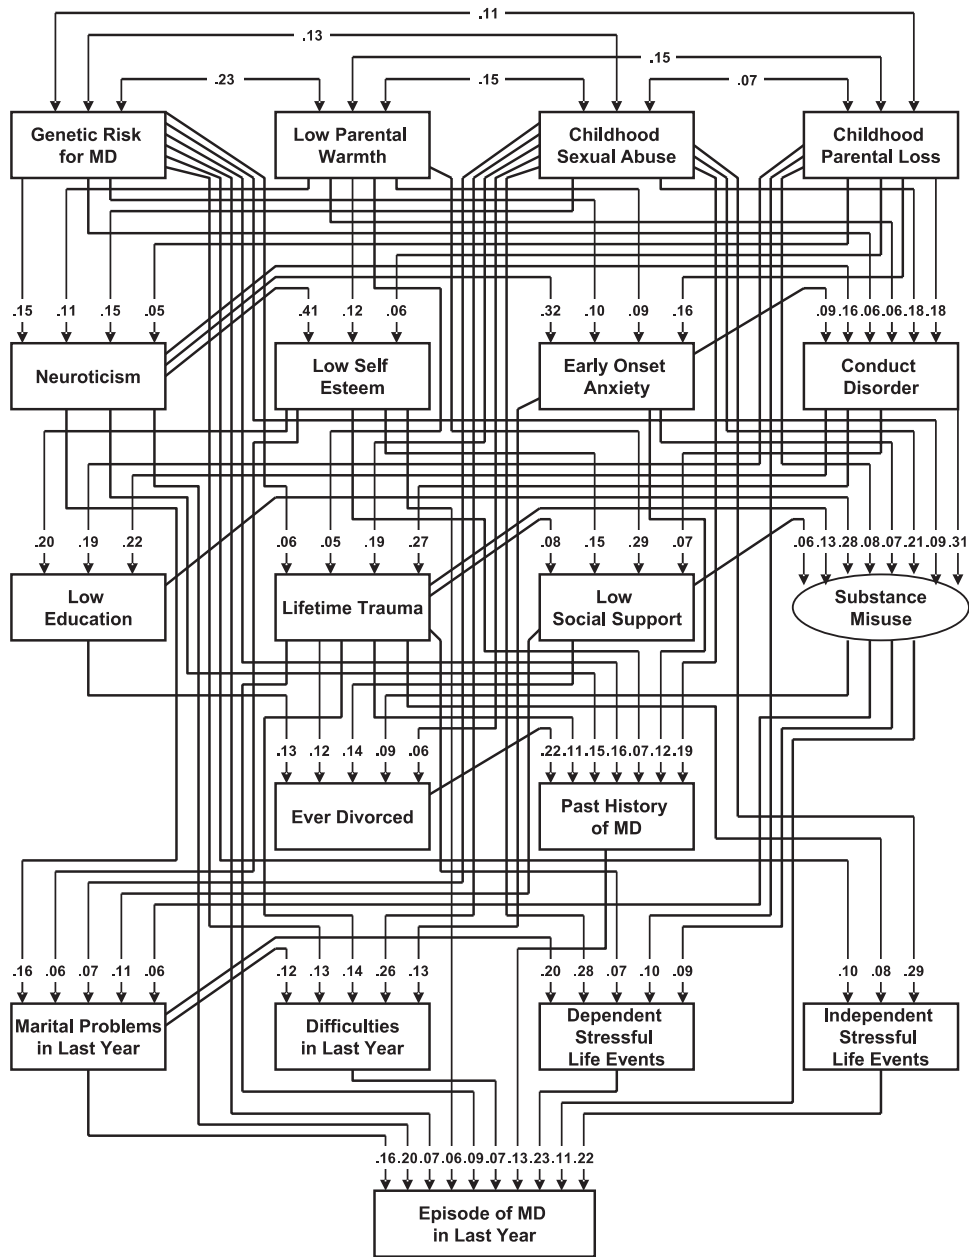 .11
.13
.15
.23
.15
.07
Genetic Risk
for MD
Low Parental
Warmth
Childhood
Sexual Abuse
Childhood
Parental Loss
.15 .11 .15 .05
.41 .12 .06
.32 .10 .09 .16
.09 .16 .06 .06 .18 .18
Neuroticism
Low Self
Esteem
Early Onset
Anxiety
Conduct
Disorder
.20 .19 .22
.06 .05 .19 .27
.08 .15 .29 .07
.06 .13 .28 .08 .07 .21 .09 .31
Low
Education
Lifetime Trauma
Low
Social Support
Substance
Misuse
.13 .12 .14 .09 .06
.22 .11 .15 .16 .07 .12 .19
Ever Divorced
Past History
of MD
.16 .06 .07 .11 .06
.12 .13 .14 .26 .13
.20 .28 .07 .10 .09
.10 .08 .29
Marital Problems
in Last Year
Difficulties
in Last Year
Dependent
Stressful
Life Events
Independent
Stressful
Life Events
.16 .20 .07 .06 .09 .07 .13 .23 .11 .22
Episode of MD
in Last Year